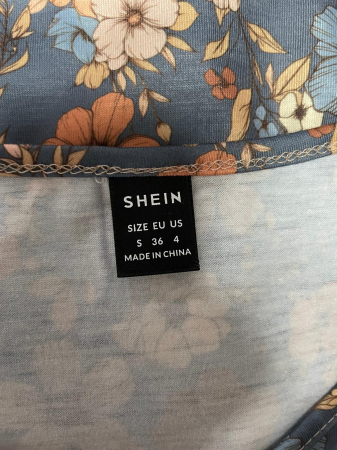 SHEIN
SIZE EU US
S 36 4
MADE IN CHINA